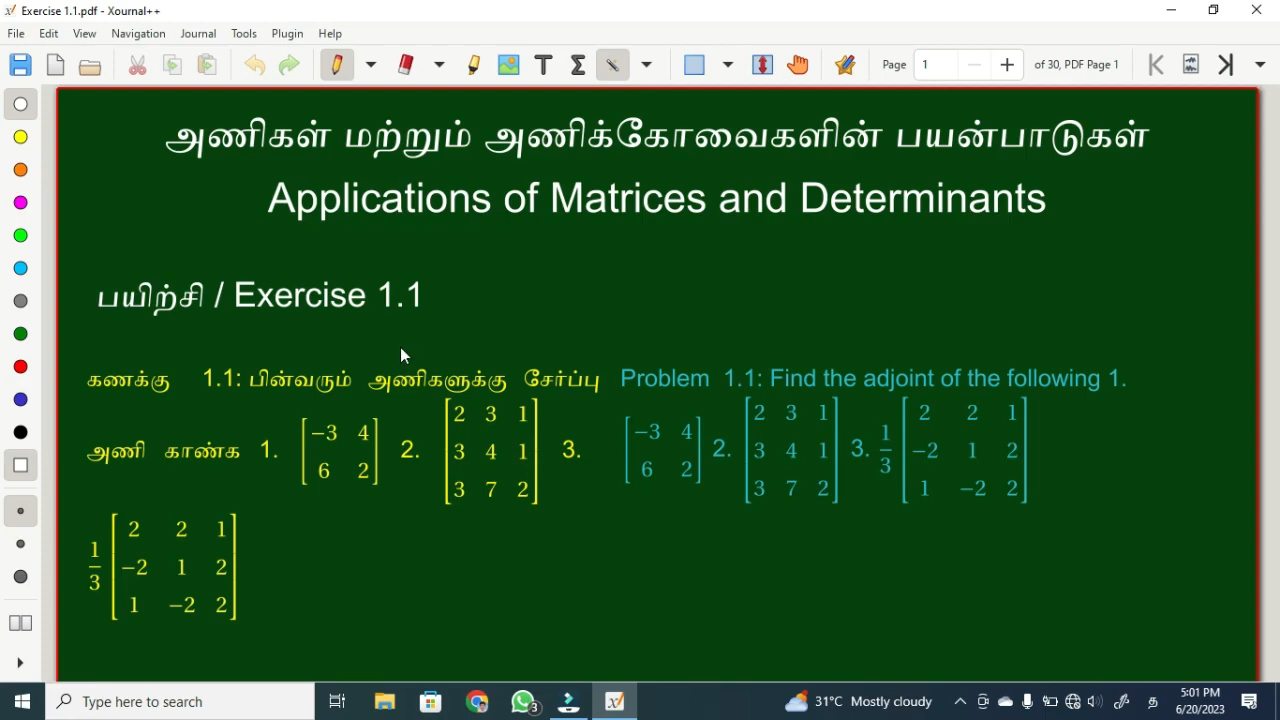 Exercise 1.1.pdf - Xournal++
File Edit View Navigation Journal Tools Plugin Help
Page 1 of 30, PDF Page 1
அணிகள் மற்றும் அணிக்கோவைகளின் பயன்பாடுகள்
Applications of Matrices and Determinants
பயிற்சி / Exercise 1.1
கணக்கு 1.1: பின்வரும் அணிகளுக்கு சேர்ப்பு
அணி காண்க 1. [−3 4; 6 2] 2. [2 3 1; 3 4 1; 3 7 2] 3.
1/3 [2 2 1; −2 1 2; 1 −2 2]
Problem 1.1: Find the adjoint of the following 1.
[−3 4; 6 2] 2. [2 3 1; 3 4 1; 3 7 2] 3. 1/3 [2 2 1; −2 1 2; 1 −2 2]
Type here to search
3
31°C Mostly cloudy
த
5:01 PM
6/20/2023